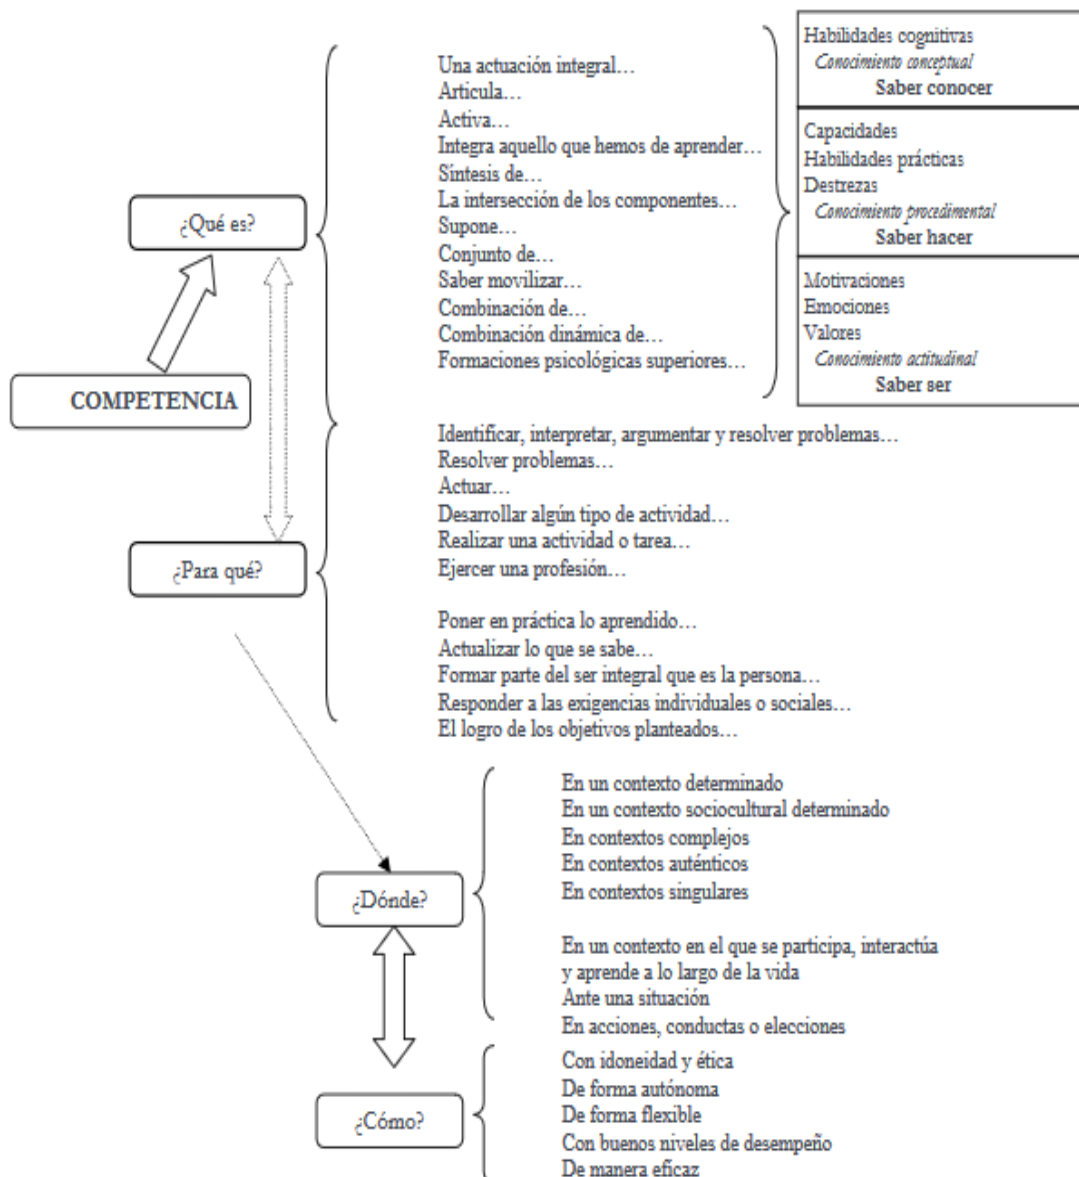 ¿Qué es?
COMPETENCIA
¿Para qué?
Una actuación integral…
Articula…
Activa…
Integra aquello que hemos de aprender…
Síntesis de…
La intersección de los componentes…
Supone…
Conjunto de…
Saber movilizar…
Combinación de…
Combinación dinámica de…
Formaciones psicológicas superiores…
Habilidades cognitivas
Conocimiento conceptual
Saber conocer
Capacidades
Habilidades prácticas
Destrezas
Conocimiento procedimental
Saber hacer
Motivaciones
Emociones
Valores
Conocimiento actitudinal
Saber ser
Identificar, interpretar, argumentar y resolver problemas…
Resolver problemas…
Actuar…
Desarrollar algún tipo de actividad…
Realizar una actividad o tarea…
Ejercer una profesión…
Poner en práctica lo aprendido…
Actualizar lo que se sabe…
Formar parte del ser integral que es la persona…
Responder a las exigencias individuales o sociales…
El logro de los objetivos planteados…
¿Dónde?
En un contexto determinado
En un contexto sociocultural determinado
En contextos complejos
En contextos auténticos
En contextos singulares
En un contexto en el que se participa, interactúa
y aprende a lo largo de la vida
Ante una situación
En acciones, conductas o elecciones
¿Cómo?
Con idoneidad y ética
De forma autónoma
De forma flexible
Con buenos niveles de desempeño
De manera eficaz